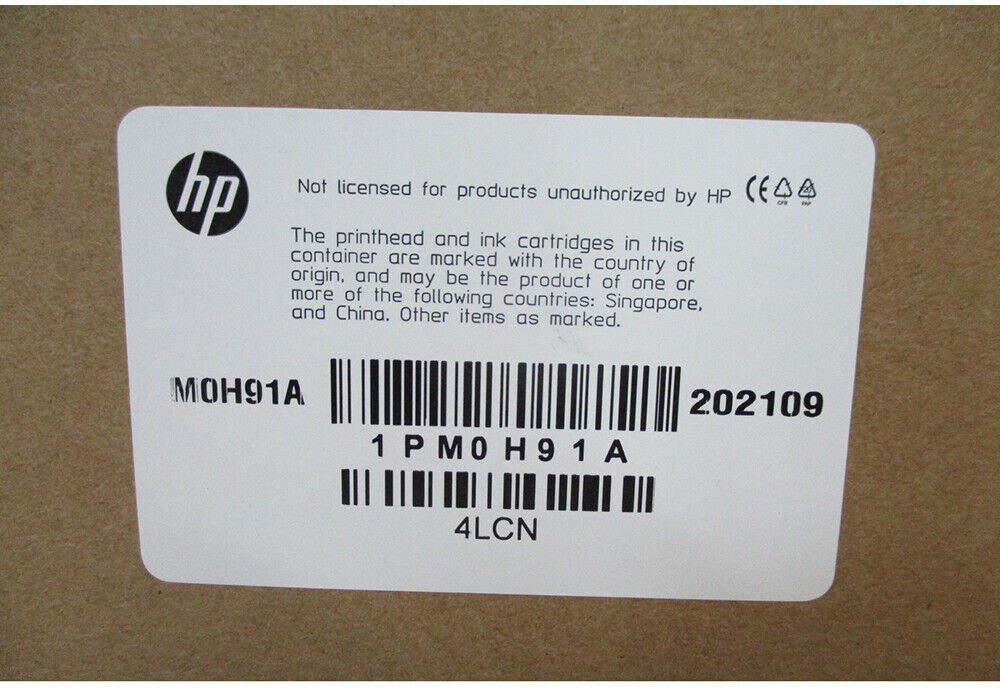 hp
Not licensed for products unauthorized by HP CE
The printhead and ink cartridges in this
container are marked with the country of
origin, and may be the product of one or
more of the following countries: Singapore,
and China. Other items as marked.
M0H91A
202109
1PM0H91A
4LCN